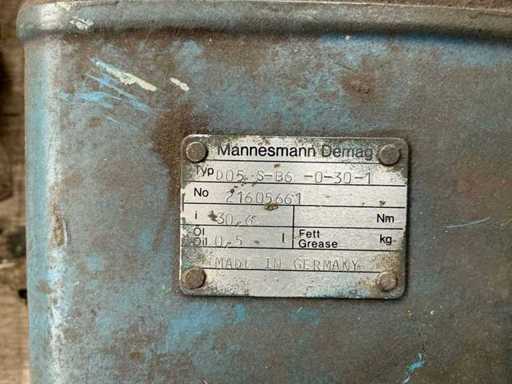 Mannesmann Demag
Typ D05 S-B6 -0-30-1
No 21605661
i 30,6 Nm
Öl Oil 0,5 l Fett Grease kg
MADE IN GERMANY